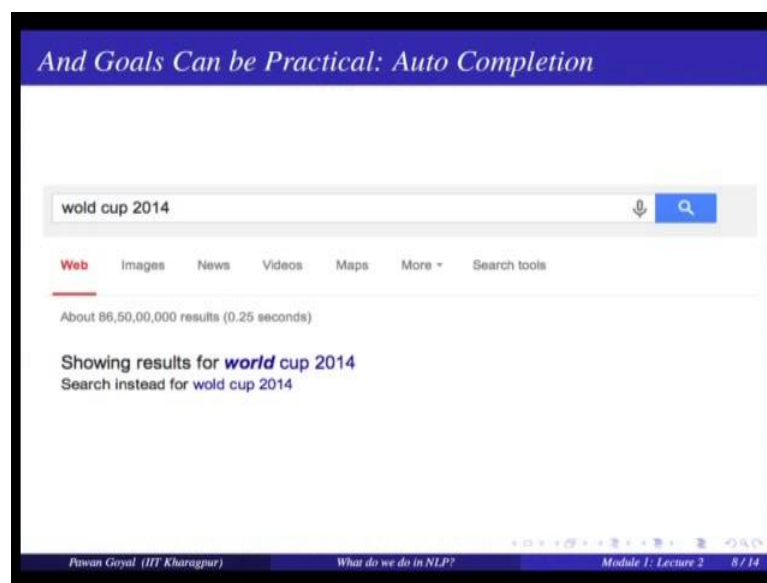 And Goals Can be Practical: Auto Completion
wold cup 2014
Web Images News Videos Maps More Search tools
About 86,50,00,000 results (0.25 seconds)
Showing results for world cup 2014
Search instead for wold cup 2014
Pawan Goyal (IIT Kharagpur) What do we do in NLP? Module 1: Lecture 2 8 / 14